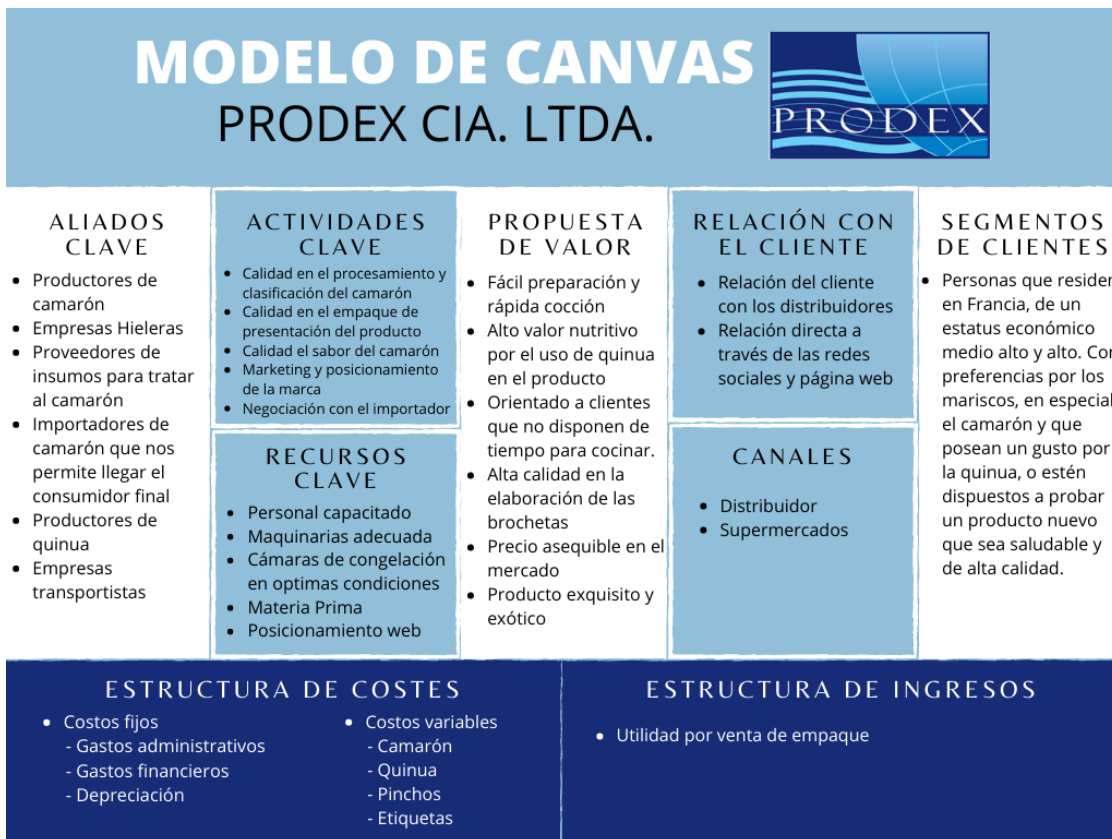 MODELO DE CANVAS
PRODEX CIA. LTDA.
PRODEX
ALIADOS
CLAVE
• Productores de
camarón
• Empresas Hieleras
• Proveedores de
insumos para tratar
al camarón
• Importadores de
camarón que nos
permite llegar el
consumidor final
• Productores de
quinua
• Empresas
transportistas
ACTIVIDADES
CLAVE
• Calidad en el procesamiento y
clasificación del camarón
• Calidad en el empaque de
presentación del producto
• Calidad el sabor del camarón
• Marketing y posicionamiento
de la marca
• Negociación con el importador
RECURSOS
CLAVE
• Personal capacitado
• Maquinarias adecuada
• Cámaras de congelación
en optimas condiciones
• Materia Prima
• Posicionamiento web
PROPUESTA
DE VALOR
• Fácil preparación y
rápida cocción
• Alto valor nutritivo
por el uso de quinua
en el producto
• Orientado a clientes
que no disponen de
tiempo para cocinar.
• Alta calidad en la
elaboración de las
brochetas
• Precio asequible en el
mercado
• Producto exquisito y
exótico
RELACIÓN CON
EL CLIENTE
• Relación del cliente
con los distribuidores
• Relación directa a
través de las redes
sociales y página web
CANALES
• Distribuidor
• Supermercados
SEGMENTOS
DE CLIENTES
• Personas que residen
en Francia, de un
estatus económico
medio alto y alto. Con
preferencias por los
mariscos, en especial
el camarón y que
posean un gusto por
la quinua, o estén
dispuestos a probar
un producto nuevo
que sea saludable y
de alta calidad.
ESTRUCTURA DE COSTES
• Costos fijos
- Gastos administrativos
- Gastos financieros
- Depreciación
• Costos variables
- Camarón
- Quinua
- Pinchos
- Etiquetas
ESTRUCTURA DE INGRESOS
• Utilidad por venta de empaque